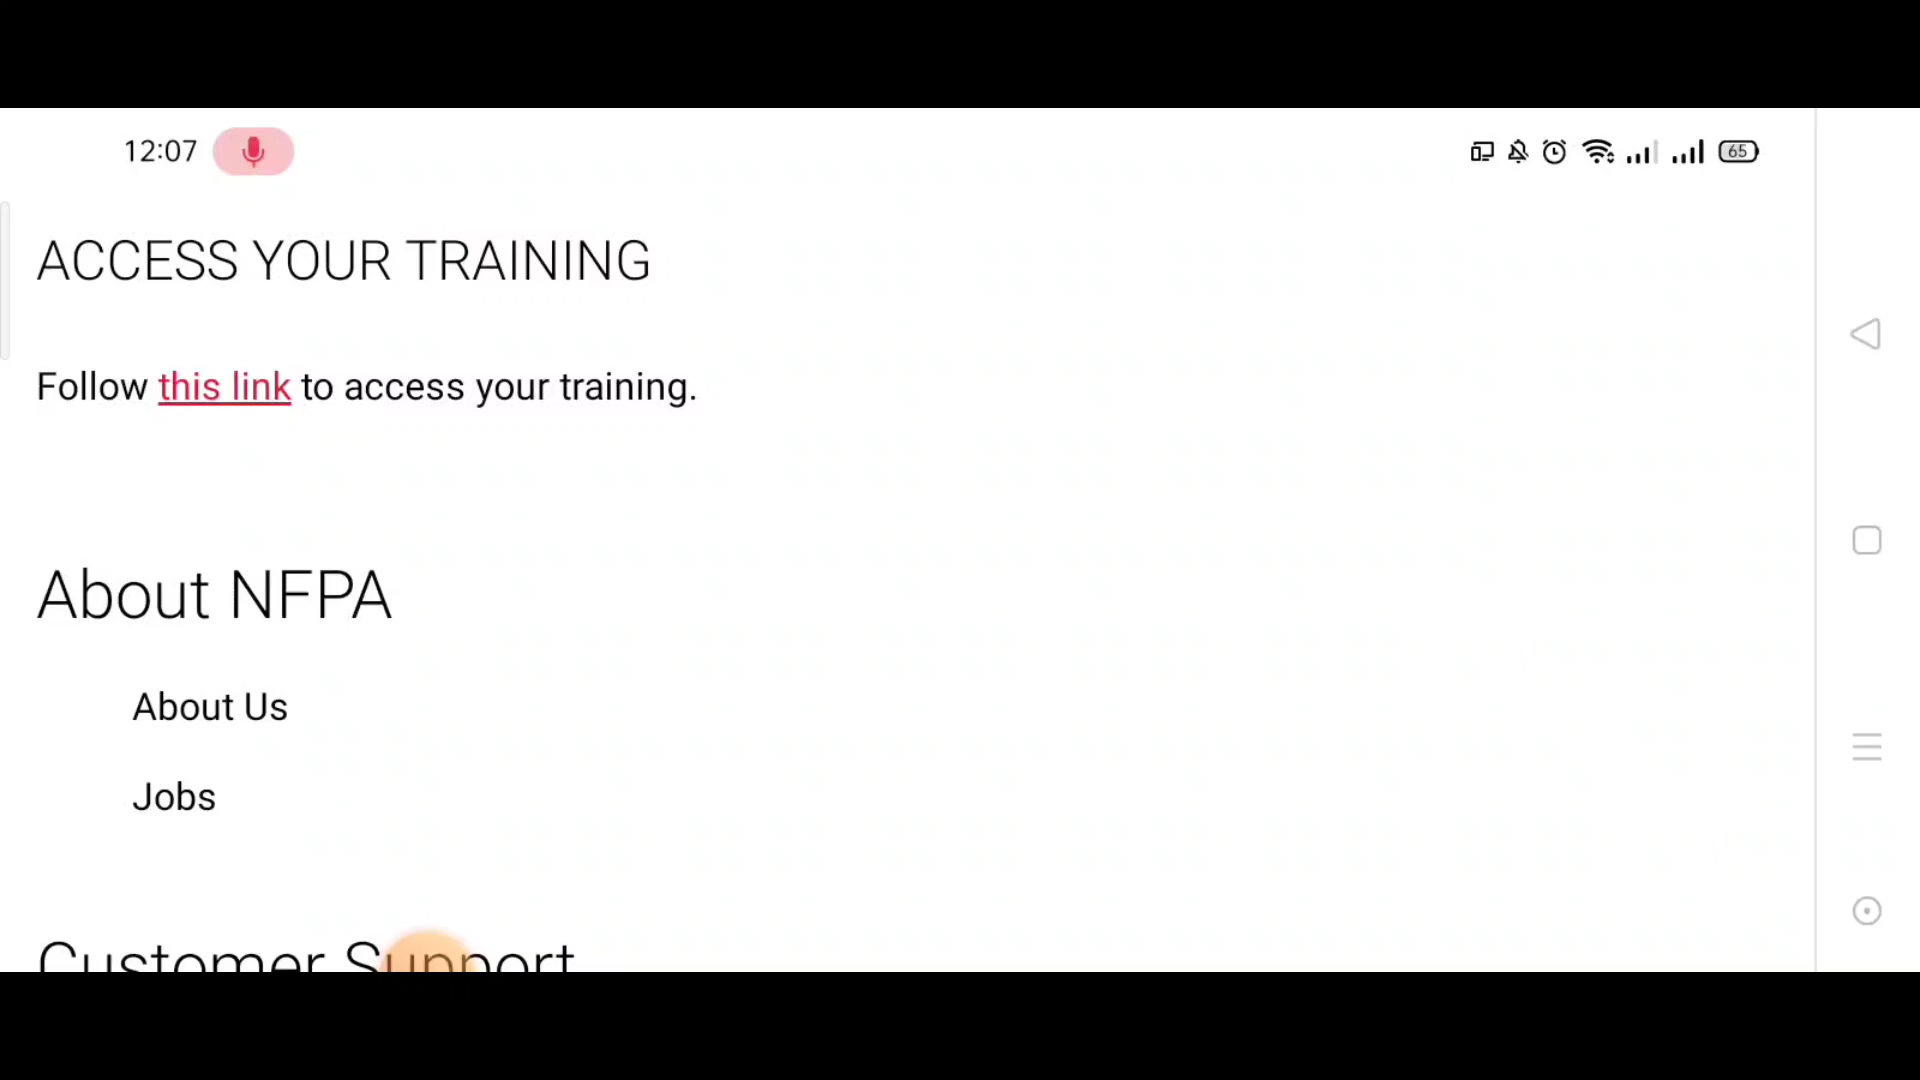 12:07
65
ACCESS YOUR TRAINING
Follow this link to access your training.
About NFPA
About Us
Jobs
Customer Support